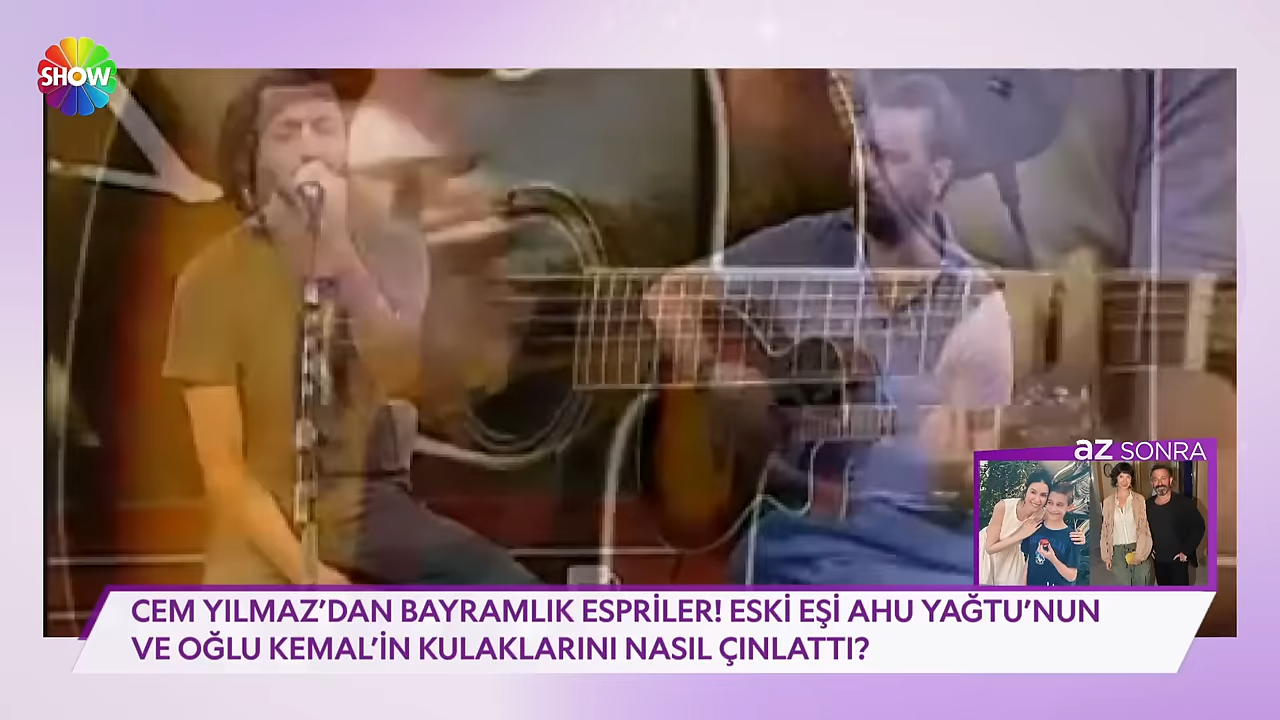 SHOW
az SONRA
CEM YILMAZ'DAN BAYRAMLIK ESPRİLER! ESKİ EŞİ AHU YAĞTU'NUN
VE OĞLU KEMAL'İN KULAKLARINI NASIL ÇINLATTI?